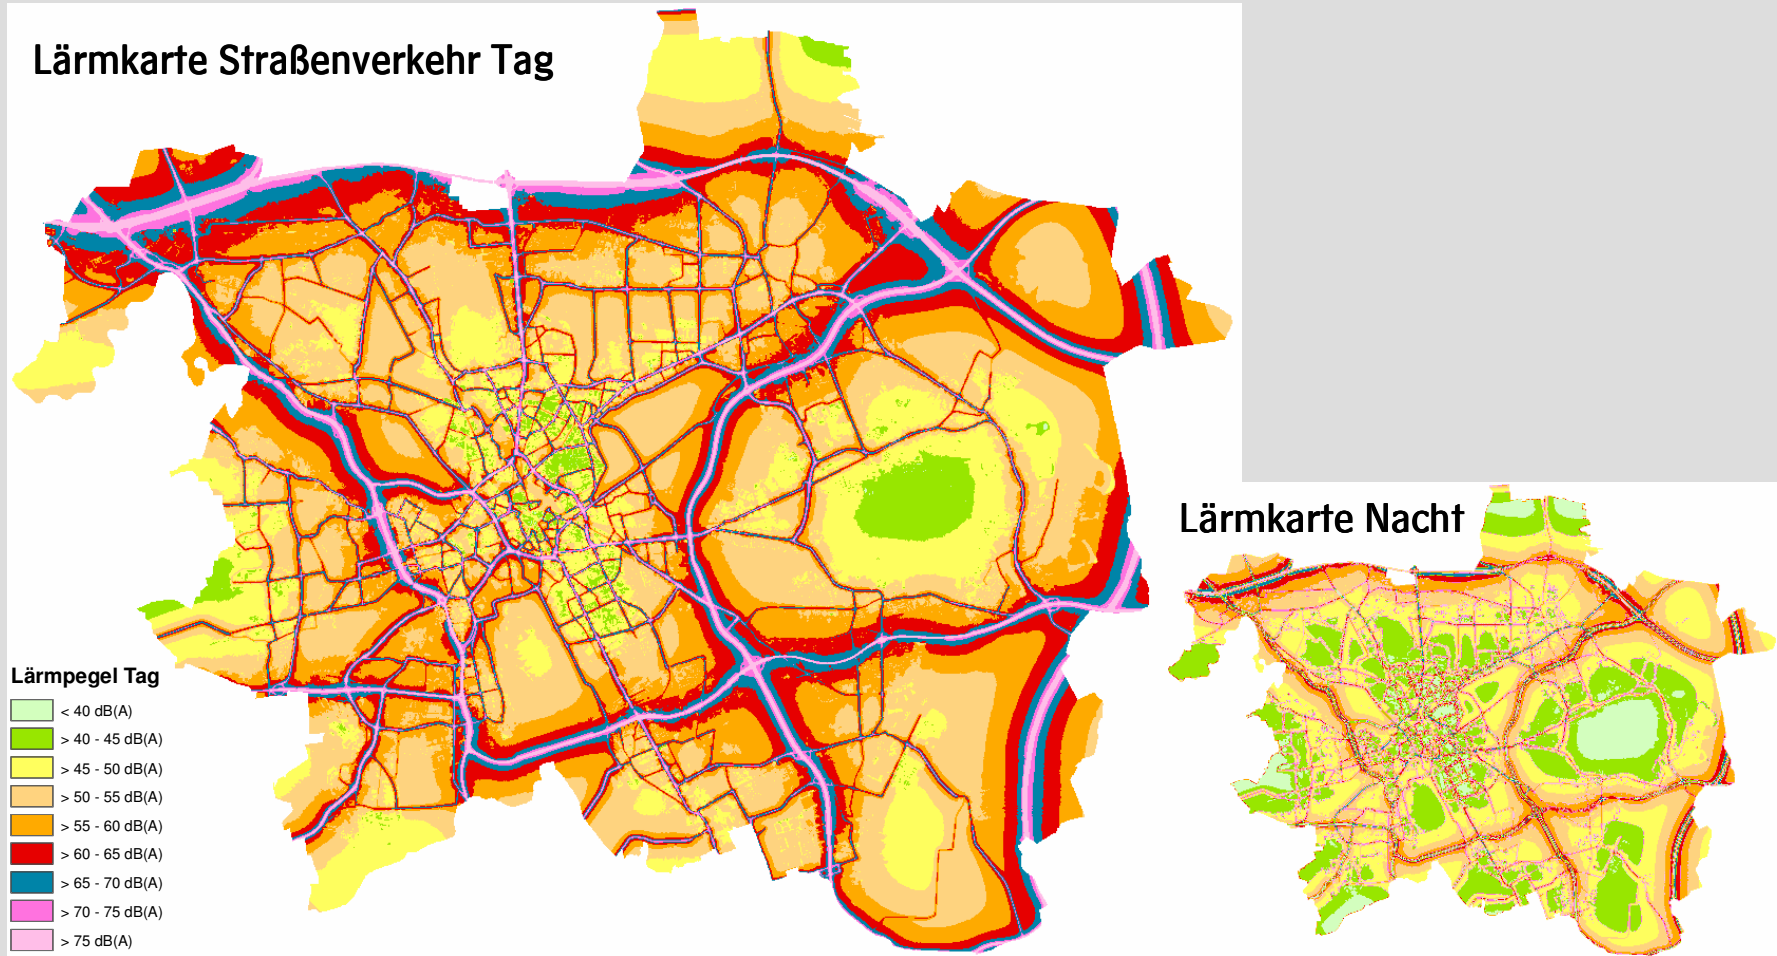 Lärmkarte Straßenverkehr Tag
Lärmkarte Nacht
Lärmpegel Tag
< 40 dB(A)
> 40 - 45 dB(A)
> 45 - 50 dB(A)
> 50 - 55 dB(A)
> 55 - 60 dB(A)
> 60 - 65 dB(A)
> 65 - 70 dB(A)
> 70 - 75 dB(A)
> 75 dB(A)